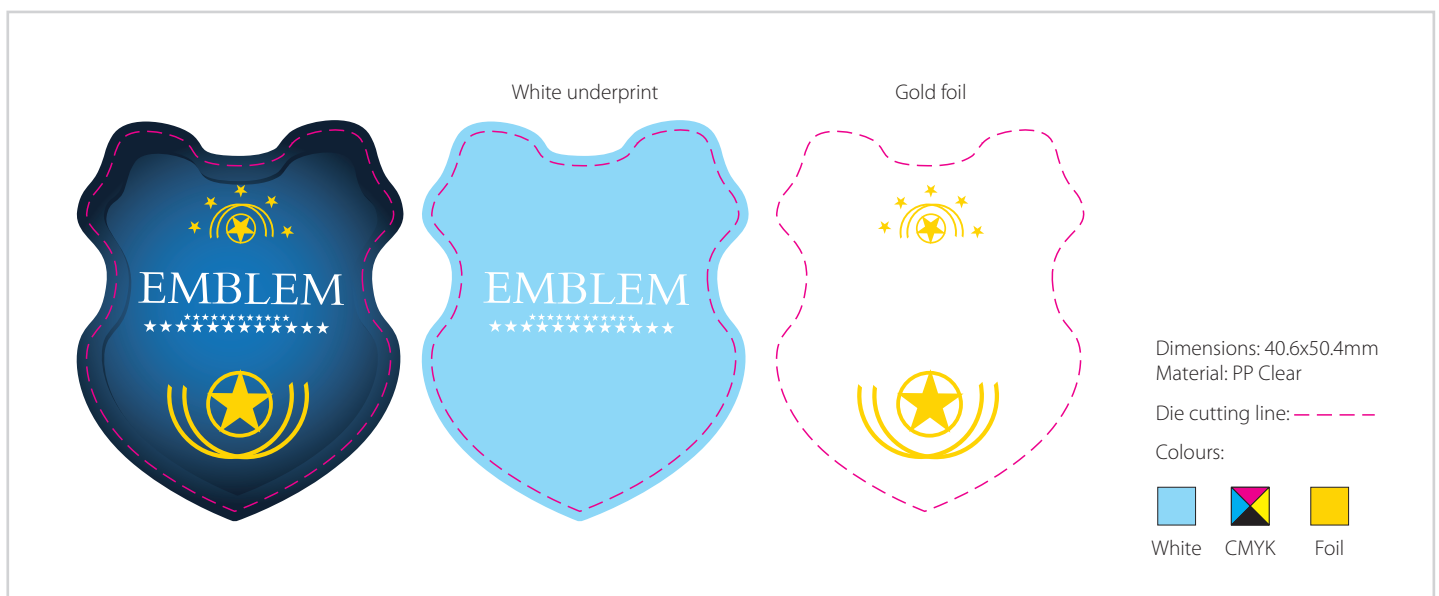 White underprint
Gold foil
EMBLEM
EMBLEM
Dimensions: 40.6x50.4mm
Material: PP Clear
Die cutting line:
Colours:
White
CMYK
Foil